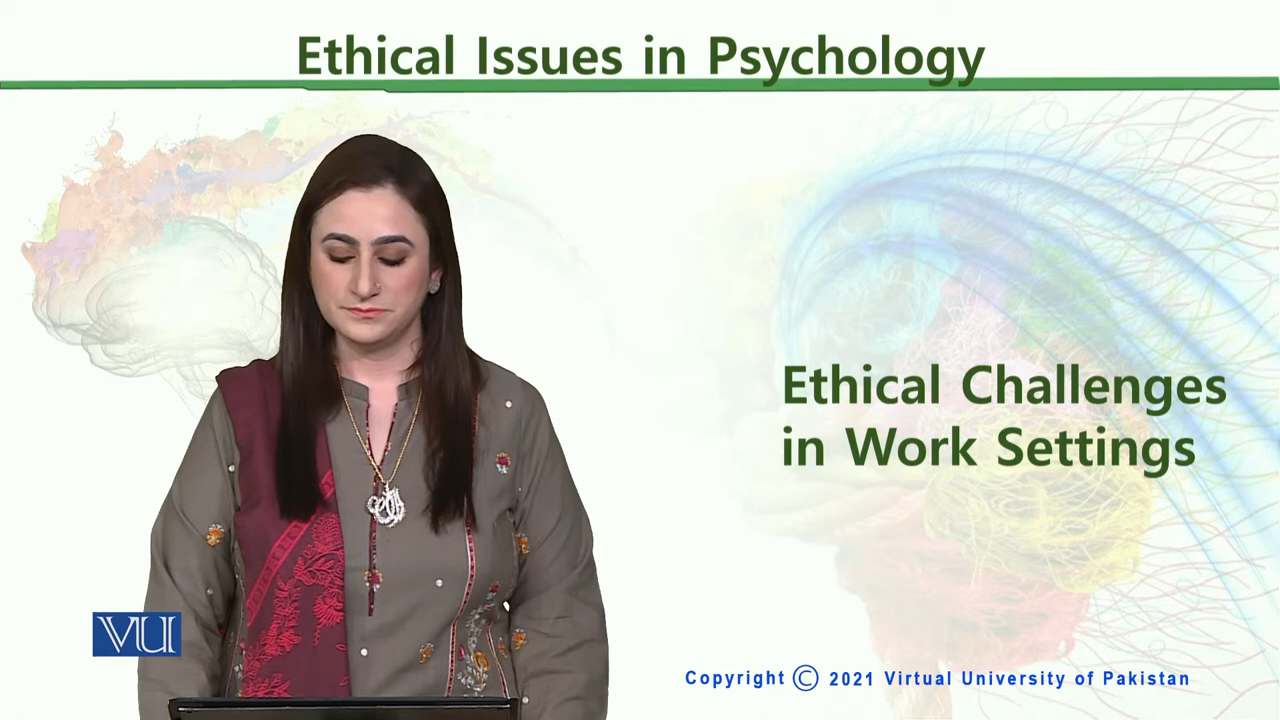 Ethical Issues in Psychology
Ethical Challenges
in Work Settings
VU
Copyright © 2021 Virtual University of Pakistan